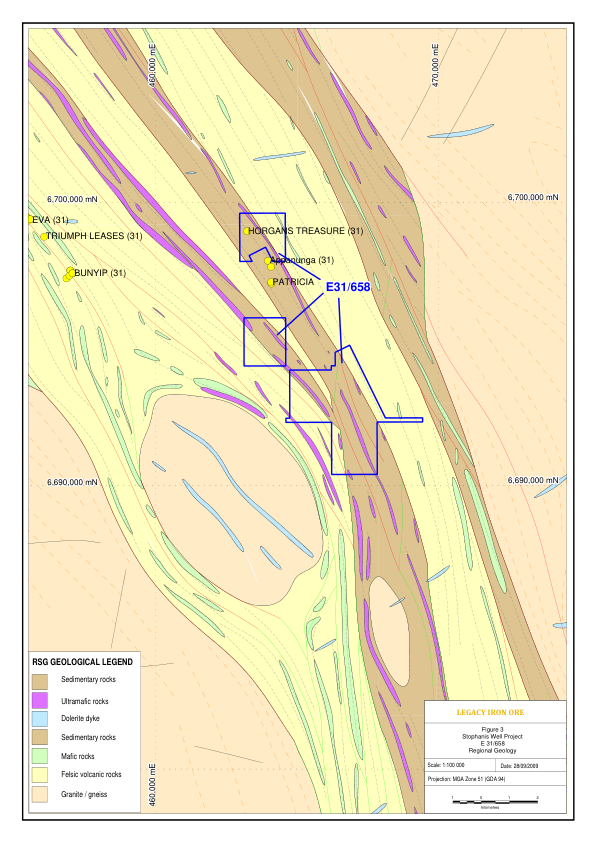 460,000 mE
470,000 mE
6,700,000 mN
6,700,000 mN
EVA (31)
TRIUMPH LEASES (31)
HORGANS TREASURE (31)
BUNYIP (31)
Appanunga (31)
PATRICIA
E31/658
6,690,000 mN
6,690,000 mN
RSG GEOLOGICAL LEGEND
Sedimentary rocks
Ultramafic rocks
Dolerite dyke
Sedimentary rocks
Mafic rocks
Felsic volcanic rocks
Granite / gneiss
460,000 mE
LEGACY IRON ORE
Figure 3
Stophanis Well Project
E 31/658
Regional Geology
Scale: 1:100 000
Date: 28/09/2009
Projection: MGA Zone 51 (GDA 94)
1 0 1 2
kilometres